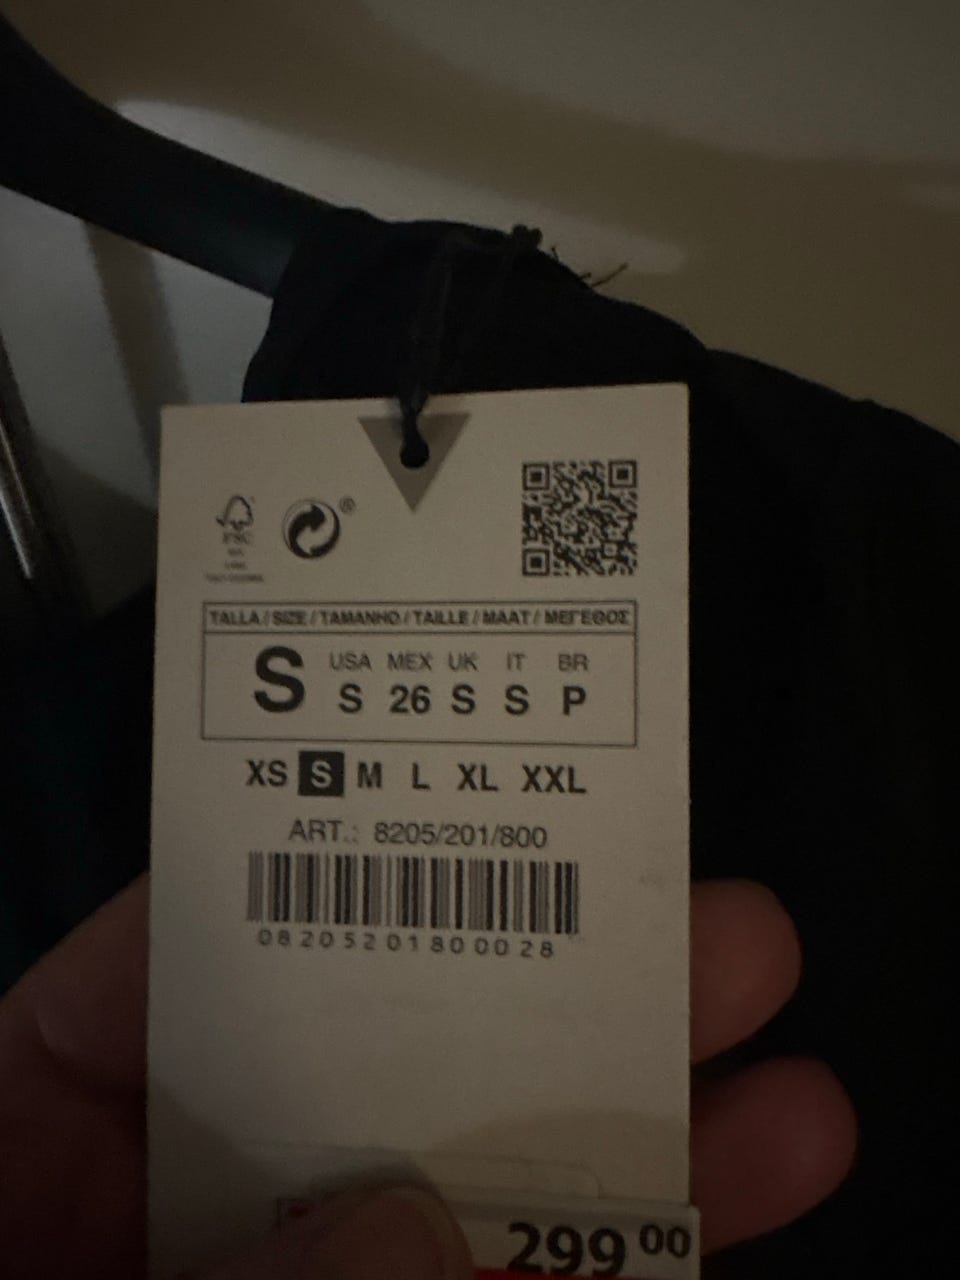 ®
FSC
TALLA / SIZE / TAMANHO / TAILLE / MAAT / ΜΕΓΕΘΟΣ
S
USA MEX UK IT BR
S 26 S S P
XS S M L XL XXL
ART.: 8205/201/800
08205201800028
299 00